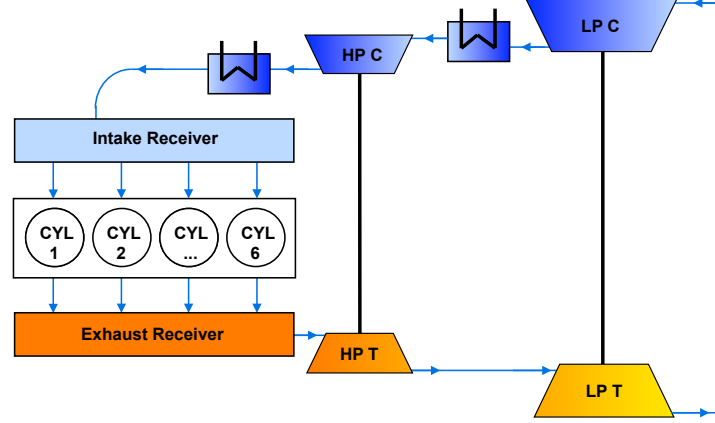 LP C
HP C
Intake Receiver
CYL
1
CYL
2
CYL
...
CYL
6
Exhaust Receiver
HP T
LP T